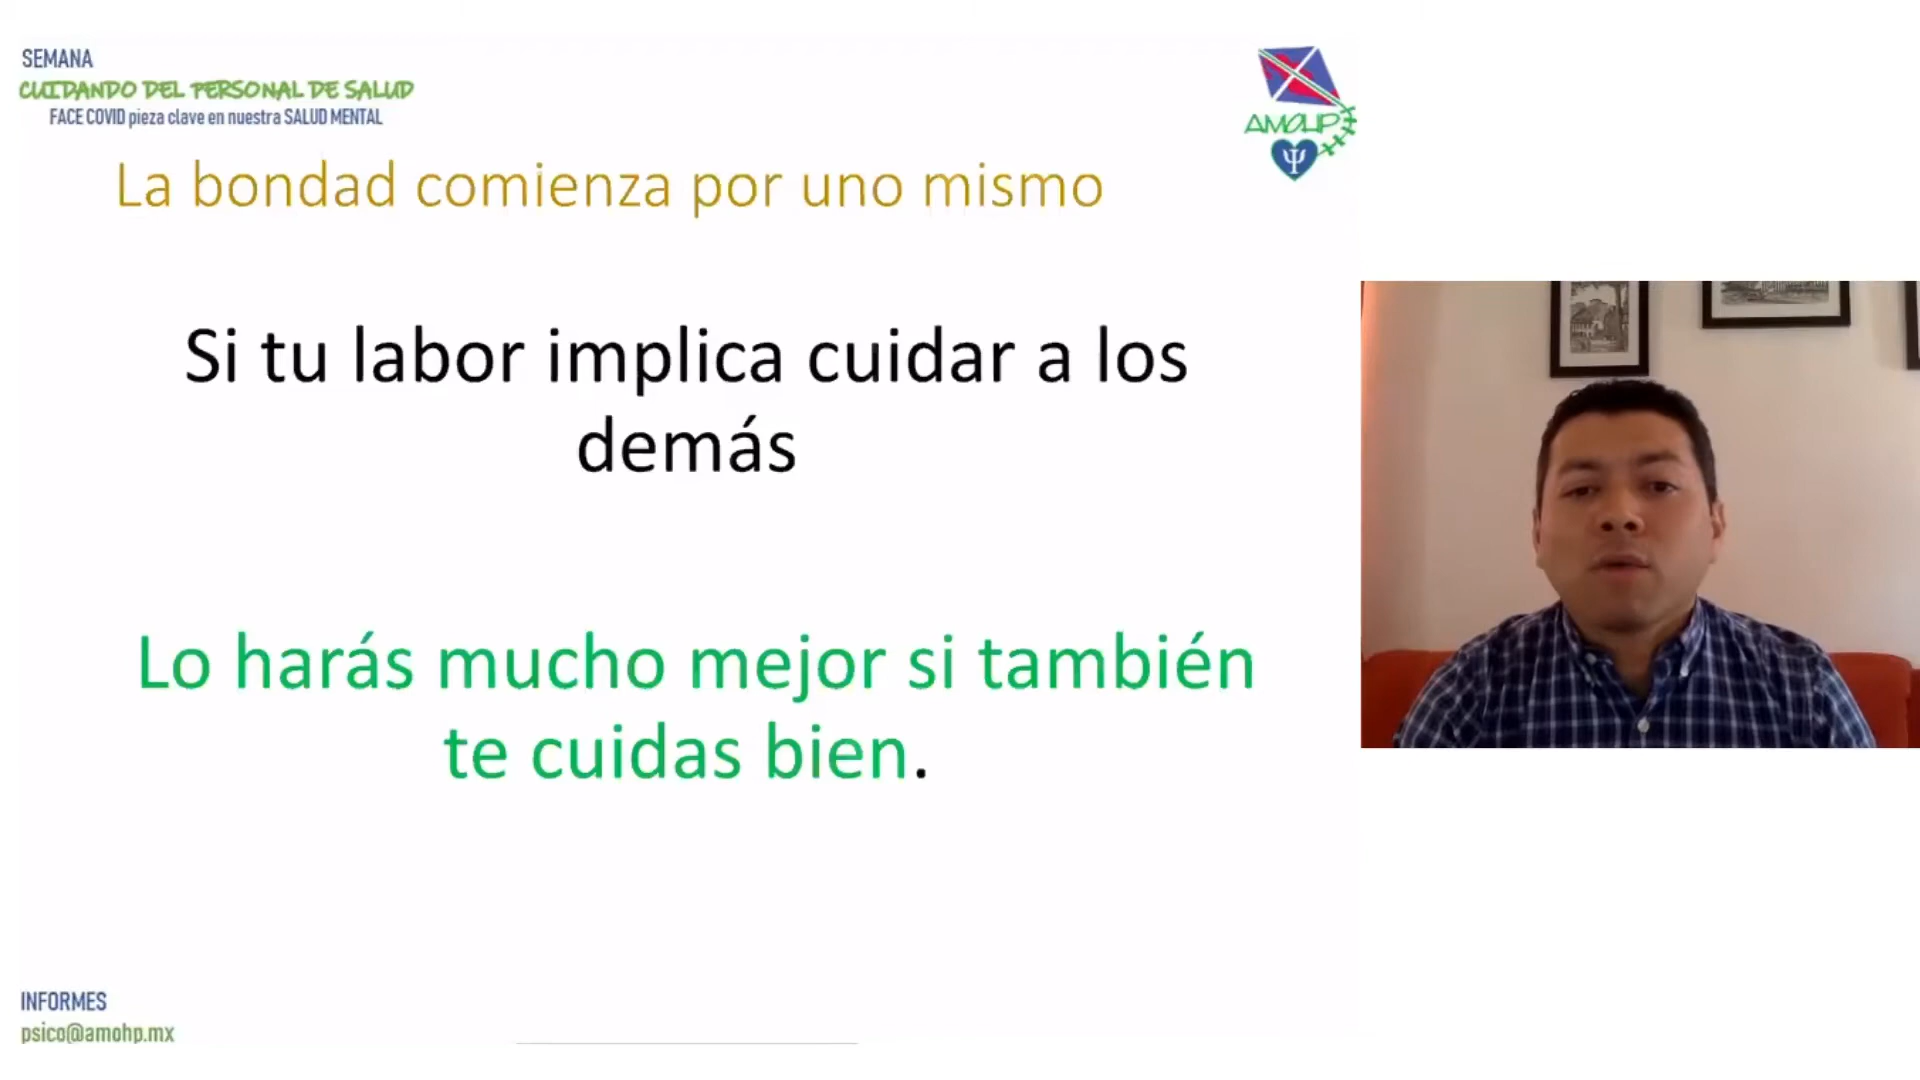 SEMANA
CUIDANDO DEL PERSONAL DE SALUD
FACE COVID pieza clave en nuestra SALUD MENTAL
AMOHP
Ψ
La bondad comienza por uno mismo
Si tu labor implica cuidar a los
demás
Lo harás mucho mejor si también
te cuidas bien.
INFORMES
psico@amohp.mx